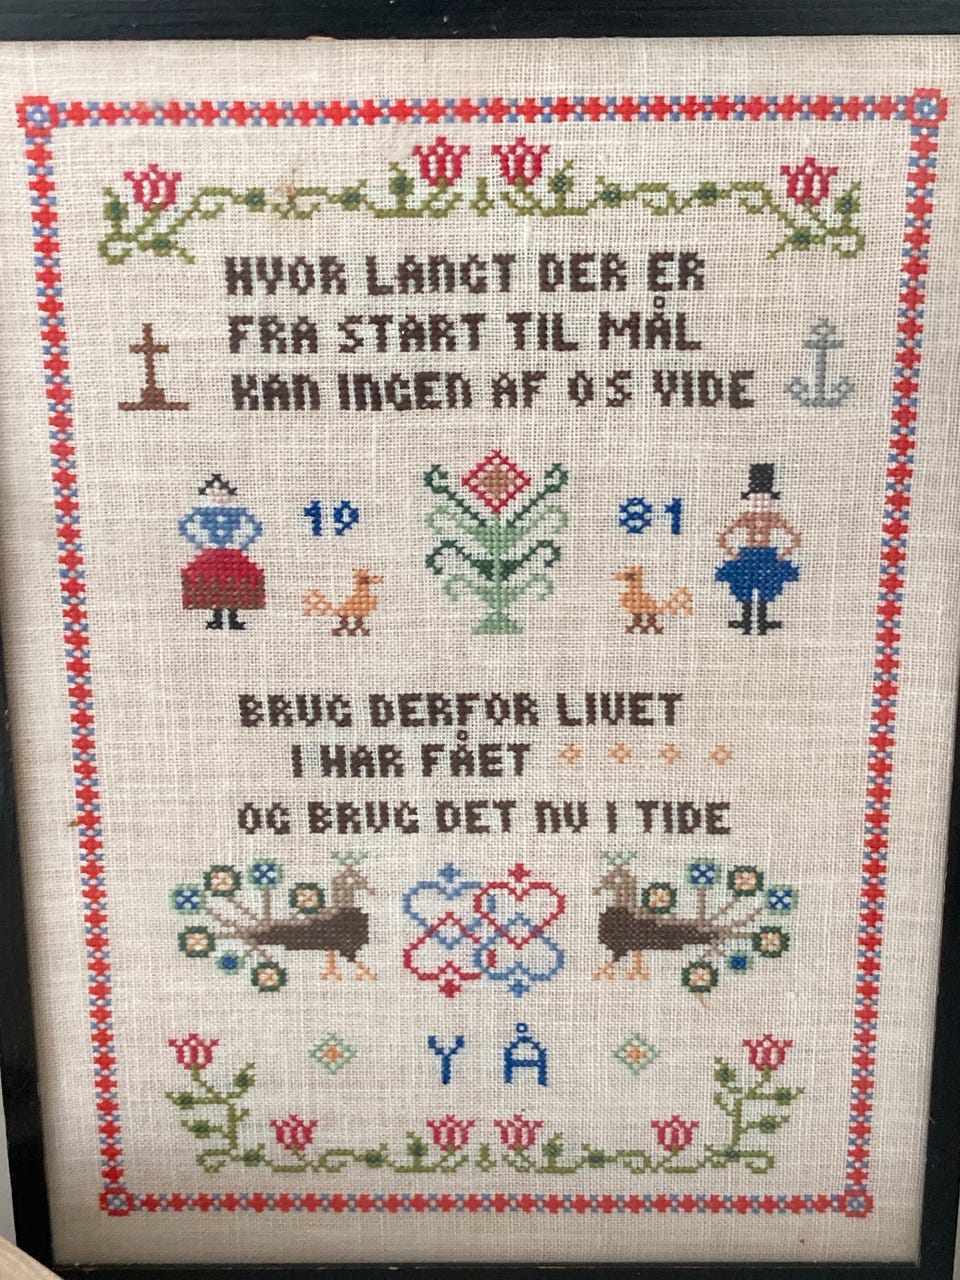 HVOR LANGT DER ER
FRA START TIL MÅL
KAN INGEN AF OS VIDE
19 81
BRUG DERFOR LIVET
I HAR FÅET
OG BRUG DET NU I TIDE
Y Å